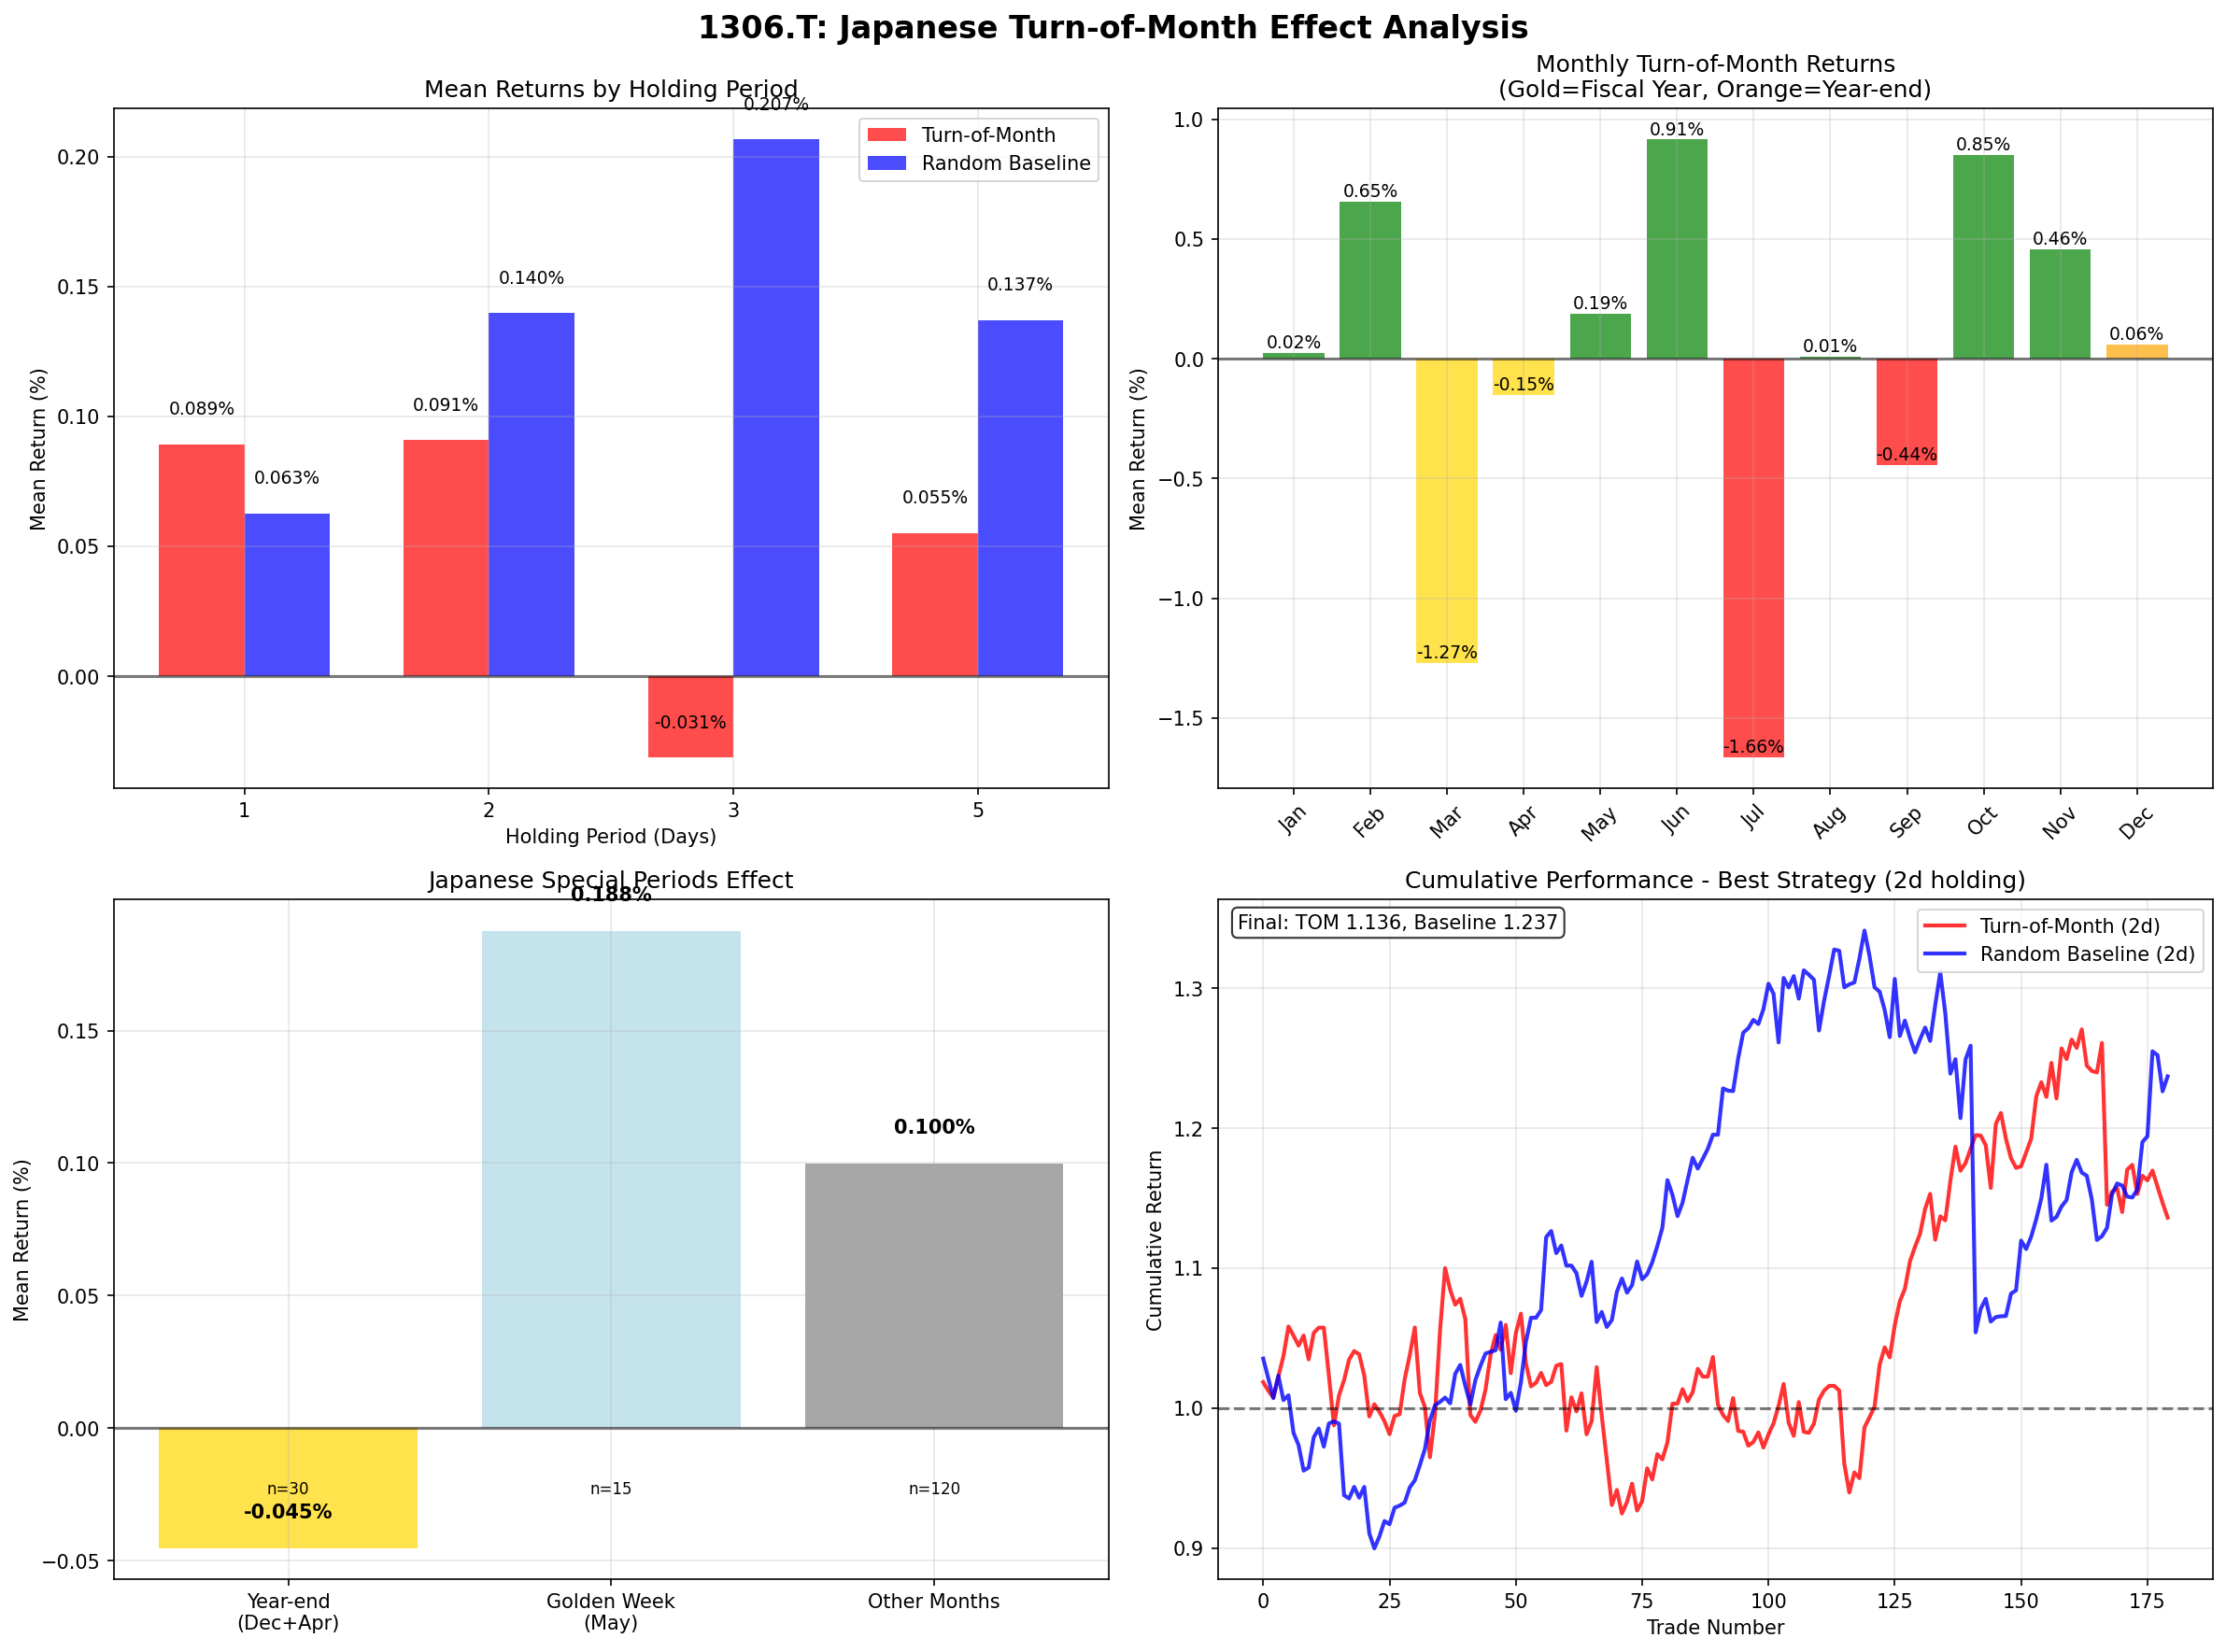 1306.T: Japanese Turn-of-Month Effect Analysis
Mean Returns by Holding Period
Mean Return (%)
0.20
0.15
0.10
0.05
0.00
Turn-of-Month
Random Baseline
0.089%
0.063%
0.091%
0.140%
-0.031%
0.207%
0.055%
0.137%
1
2
3
5
Holding Period (Days)
Monthly Turn-of-Month Returns
(Gold=Fiscal Year, Orange=Year-end)
Mean Return (%)
1.0
0.5
0.0
−0.5
−1.0
−1.5
0.02%
0.65%
-1.27%
-0.15%
0.19%
0.91%
-1.66%
0.01%
-0.44%
0.85%
0.46%
0.06%
Jan
Feb
Mar
Apr
May
Jun
Jul
Aug
Sep
Oct
Nov
Dec
Japanese Special Periods Effect
Mean Return (%)
0.15
0.10
0.05
0.00
−0.05
0.188%
0.100%
n=30
-0.045%
n=15
n=120
Year-end
(Dec+Apr)
Golden Week
(May)
Other Months
Cumulative Performance - Best Strategy (2d holding)
Final: TOM 1.136, Baseline 1.237
Turn-of-Month (2d)
Random Baseline (2d)
Cumulative Return
1.3
1.2
1.1
1.0
0.9
0
25
50
75
100
125
150
175
Trade Number